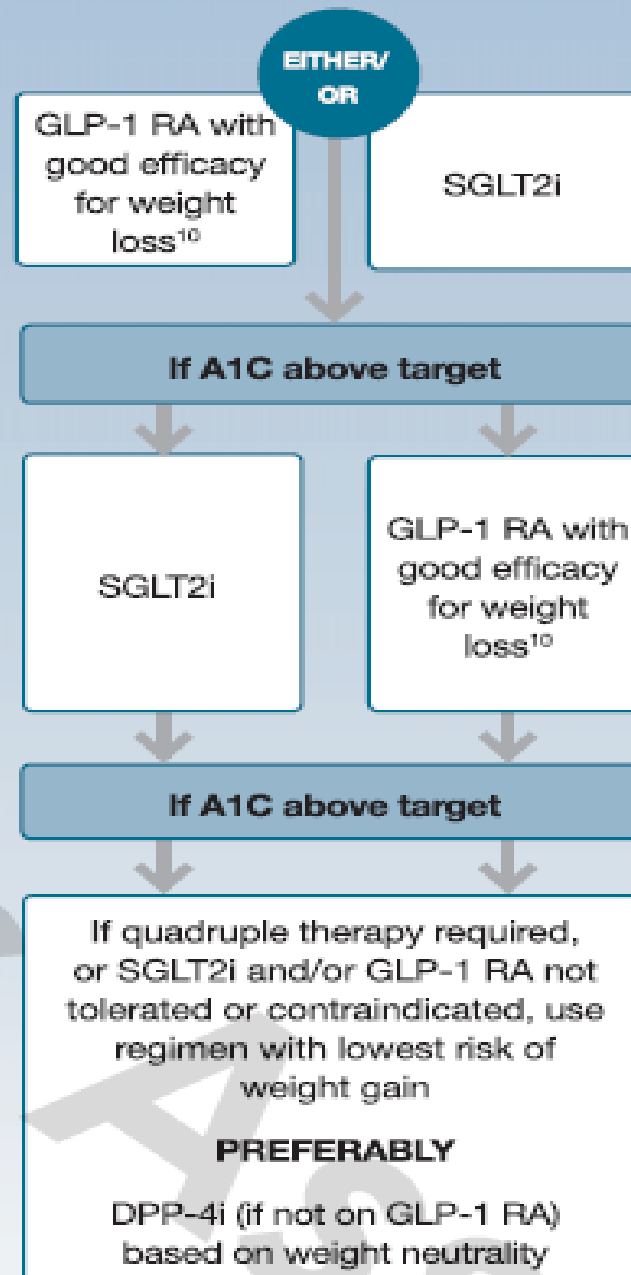 EITHER/
OR
GLP-1 RA with
good efficacy
for weight
loss¹⁰
SGLT2i
If A1C above target
SGLT2i
GLP-1 RA with
good efficacy
for weight
loss¹⁰
If A1C above target
If quadruple therapy required,
or SGLT2i and/or GLP-1 RA not
tolerated or contraindicated, use
regimen with lowest risk of
weight gain
PREFERABLY
DPP-4i (if not on GLP-1 RA)
based on weight neutrality